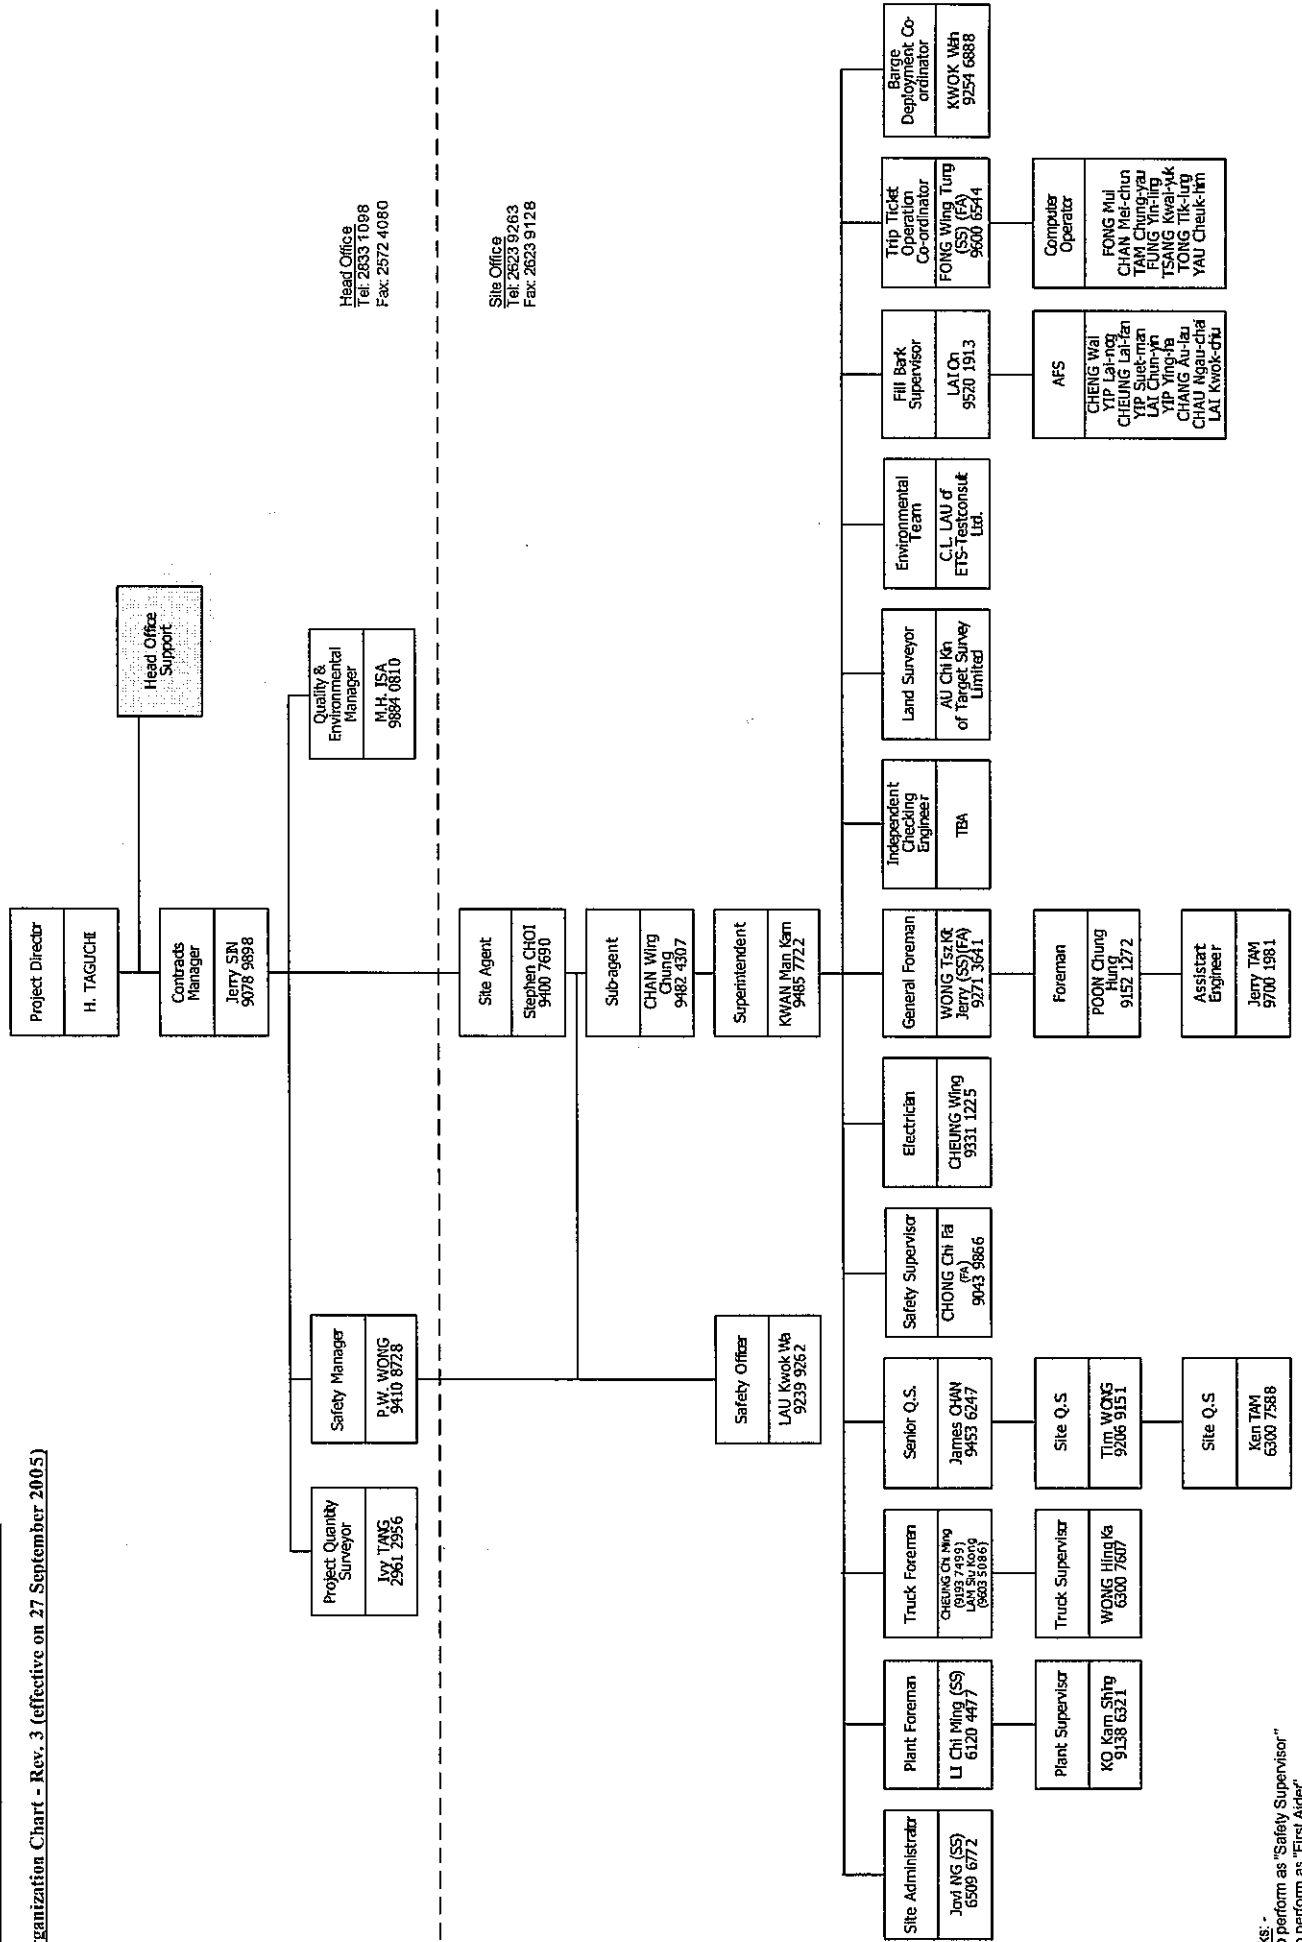 rganization Chart - Rev. 3 (effective on 27 September 2005)
Project Director
H. TAGUCHI
Head Office
Support
Contracts
Manager
Jerry SIN
9078 9898
Head Office
Tel: 2833 1098
Fax: 2572 4080
Project Quantity
Surveyor
Ivy TANG
2961 2956
Safety Manager
P.W. WONG
9410 8728
Quality &
Environmental
Manager
M.H. ISA
9884 0810
Site Office
Tel: 2623 9263
Fax: 2623 9128
Site Agent
Stephen CHOI
9400 7690
Sub-agent
CHAN Wing
Chung
9482 4307
Safety Officer
LAU Kwok Wa
9239 9262
Superintendent
KWAN Man Kam
9485 7722
Site Administrator
Jovi NG (SS)
6509 6772
Plant Foreman
LI Chi Ming (SS)
6120 4477
Truck Foreman
CHEUNG Chi Ming
(9193 7499)
LAM Siu Kong
(9603 5086)
Senior Q.S.
James CHAN
9453 6247
Safety Supervisor
CHONG Chi Fai
(FA)
9043 9866
Electrician
CHEUNG Wing
9331 1225
General Foreman
WONG Tsz Kit
Jerry (SS)(FA)
9271 3641
Independent
Checking
Engineer
TBA
Land Surveyor
AU Chi Kin
of Target Survey
Limited
Environmental
Team
C.L. LAU of
ETS-Testconsult
Ltd.
Fill Bark
Supervisor
LAI On
9520 1913
Trip Ticket
Operation
Co-ordinator
FONG Wing Tung
(SS) (FA)
9600 6544
Barge
Deployment Co-
ordinator
KWOK Wah
9254 6888
Plant Supervisor
KO Kam Shing
9138 6321
Truck Supervisor
WONG Hing Ka
6300 7607
Site Q.S
Tim WONG
9206 9151
Foreman
POON Chung
Hung
9152 1272
AFS
CHENG Wai
YIP Lai-nog
CHEUNG Lai-fan
YIP Suet-man
LAI Chun-yin
YIP Ying-ha
CHANG Au-lau
CHAU Ngau-chai
LAI Kwok-chiu
Computer
Operator
FONG Mui
CHAN Mei-chun
TAM Chung-yau
FUNG Yin-ling
TSANG Kwai-yuk
TONG Tik-lung
YAU Cheuk-him
Site Q.S
Ken TAM
6300 7588
Assistant
Engineer
Jerry TAM
9700 1981
ks: -
o perform as "Safety Supervisor"
o perform as "First Aider"